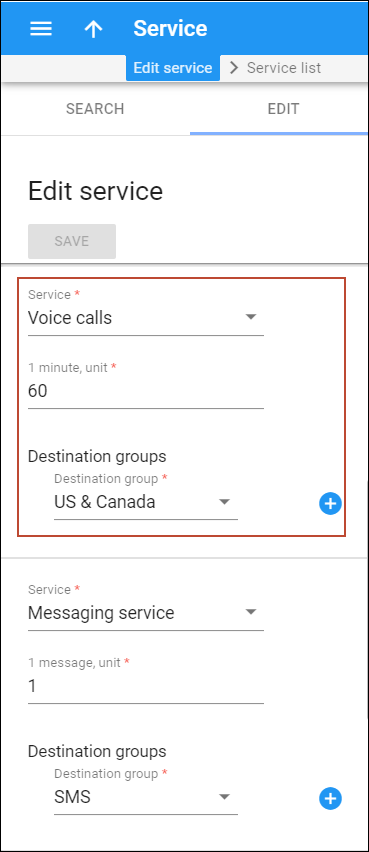 Service
Edit service > Service list
SEARCH EDIT
Edit service
SAVE
Service *
Voice calls
1 minute, unit *
60
Destination groups
Destination group *
US & Canada
Service *
Messaging service
1 message, unit *
1
Destination groups
Destination group *
SMS